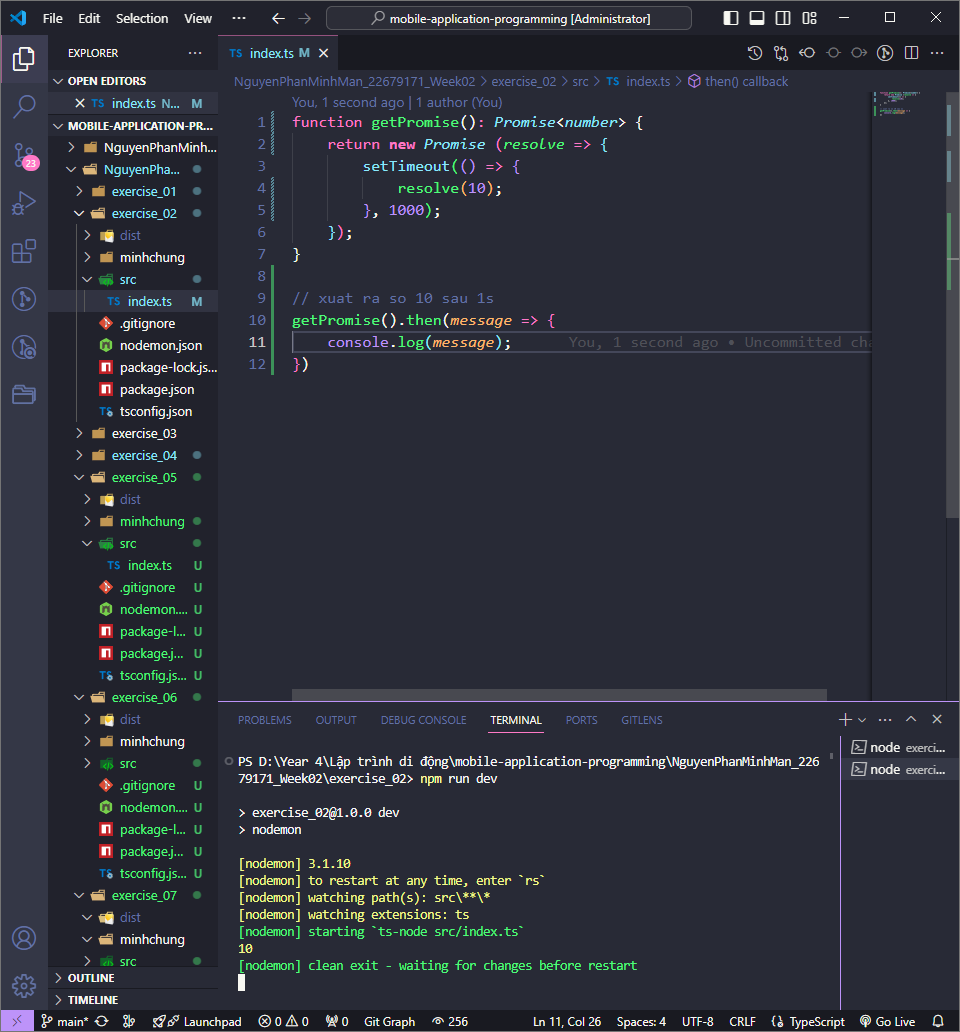 File Edit Selection View ··· mobile-application-programming [Administrator]
EXPLORER ···
OPEN EDITORS
TS index.ts N... M
MOBILE-APPLICATION-PR...
NguyenPhanMinh...
NguyenPha...
exercise_01
exercise_02
dist
minhchung
src
TS index.ts M
.gitignore
nodemon.json
package-lock.js...
package.json
tsconfig.json
exercise_03
exercise_04
exercise_05
dist
minhchung
src
TS index.ts U
.gitignore U
nodemon.... U
package-l... U
package.j... U
tsconfig.js... U
exercise_06
dist
minhchung
src
.gitignore U
nodemon.... U
package-l... U
package.j... U
tsconfig.js... U
exercise_07
dist
minhchung
src
OUTLINE
TIMELINE
23
TS index.ts M
NguyenPhanMinhMan_22679171_Week02 > exercise_02 > src > TS index.ts > then() callback
You, 1 second ago | 1 author (You)
1 function getPromise(): Promise<number> {
2 return new Promise (resolve => {
3 setTimeout(() => {
4 resolve(10);
5 }, 1000);
6 });
7 }
8
9 // xuat ra so 10 sau 1s
10 getPromise().then(message => {
11 console.log(message); You, 1 second ago • Uncommitted cha
12 })
PROBLEMS OUTPUT DEBUG CONSOLE TERMINAL PORTS GITLENS
PS D:\Year 4\Lập trình di động\mobile-application-programming\NguyenPhanMinhMan_226
79171_Week02\exercise_02> npm run dev
> exercise_02@1.0.0 dev
> nodemon
[nodemon] 3.1.10
[nodemon] to restart at any time, enter `rs`
[nodemon] watching path(s): src\**\*
[nodemon] watching extensions: ts
[nodemon] starting `ts-node src/index.ts`
10
[nodemon] clean exit - waiting for changes before restart
node exerci...
node exerci...
main* Launchpad 0 0 0 Git Graph 256 Ln 11, Col 26 Spaces: 4 UTF-8 CRLF {} TypeScript Go Live